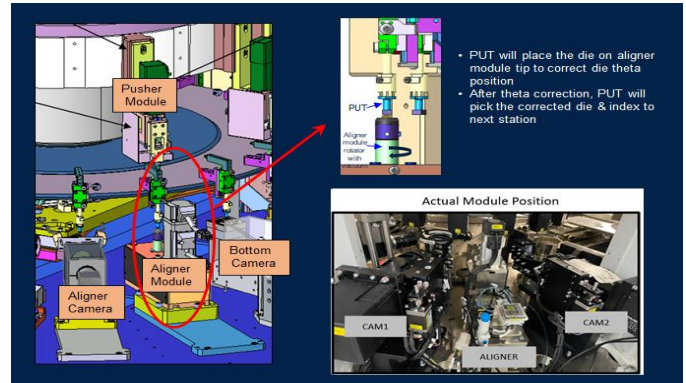 Pusher
Module
Aligner
Camera
Aligner
Module
Bottom
Camera
PUT
Aligner
module
rotator
with
vacuum
• PUT will place the die on aligner
module tip to correct die theta
position
• After theta correction, PUT will
pick the corrected die & index to
next station
Actual Module Position
CAM1
ALIGNER
CAM2